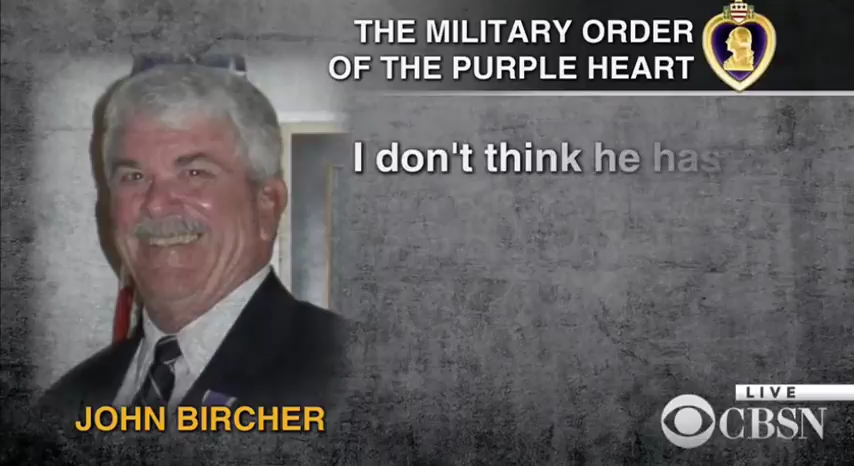 THE MILITARY ORDER
OF THE PURPLE HEART
I don't think he has
JOHN BIRCHER
LIVE
CBSN